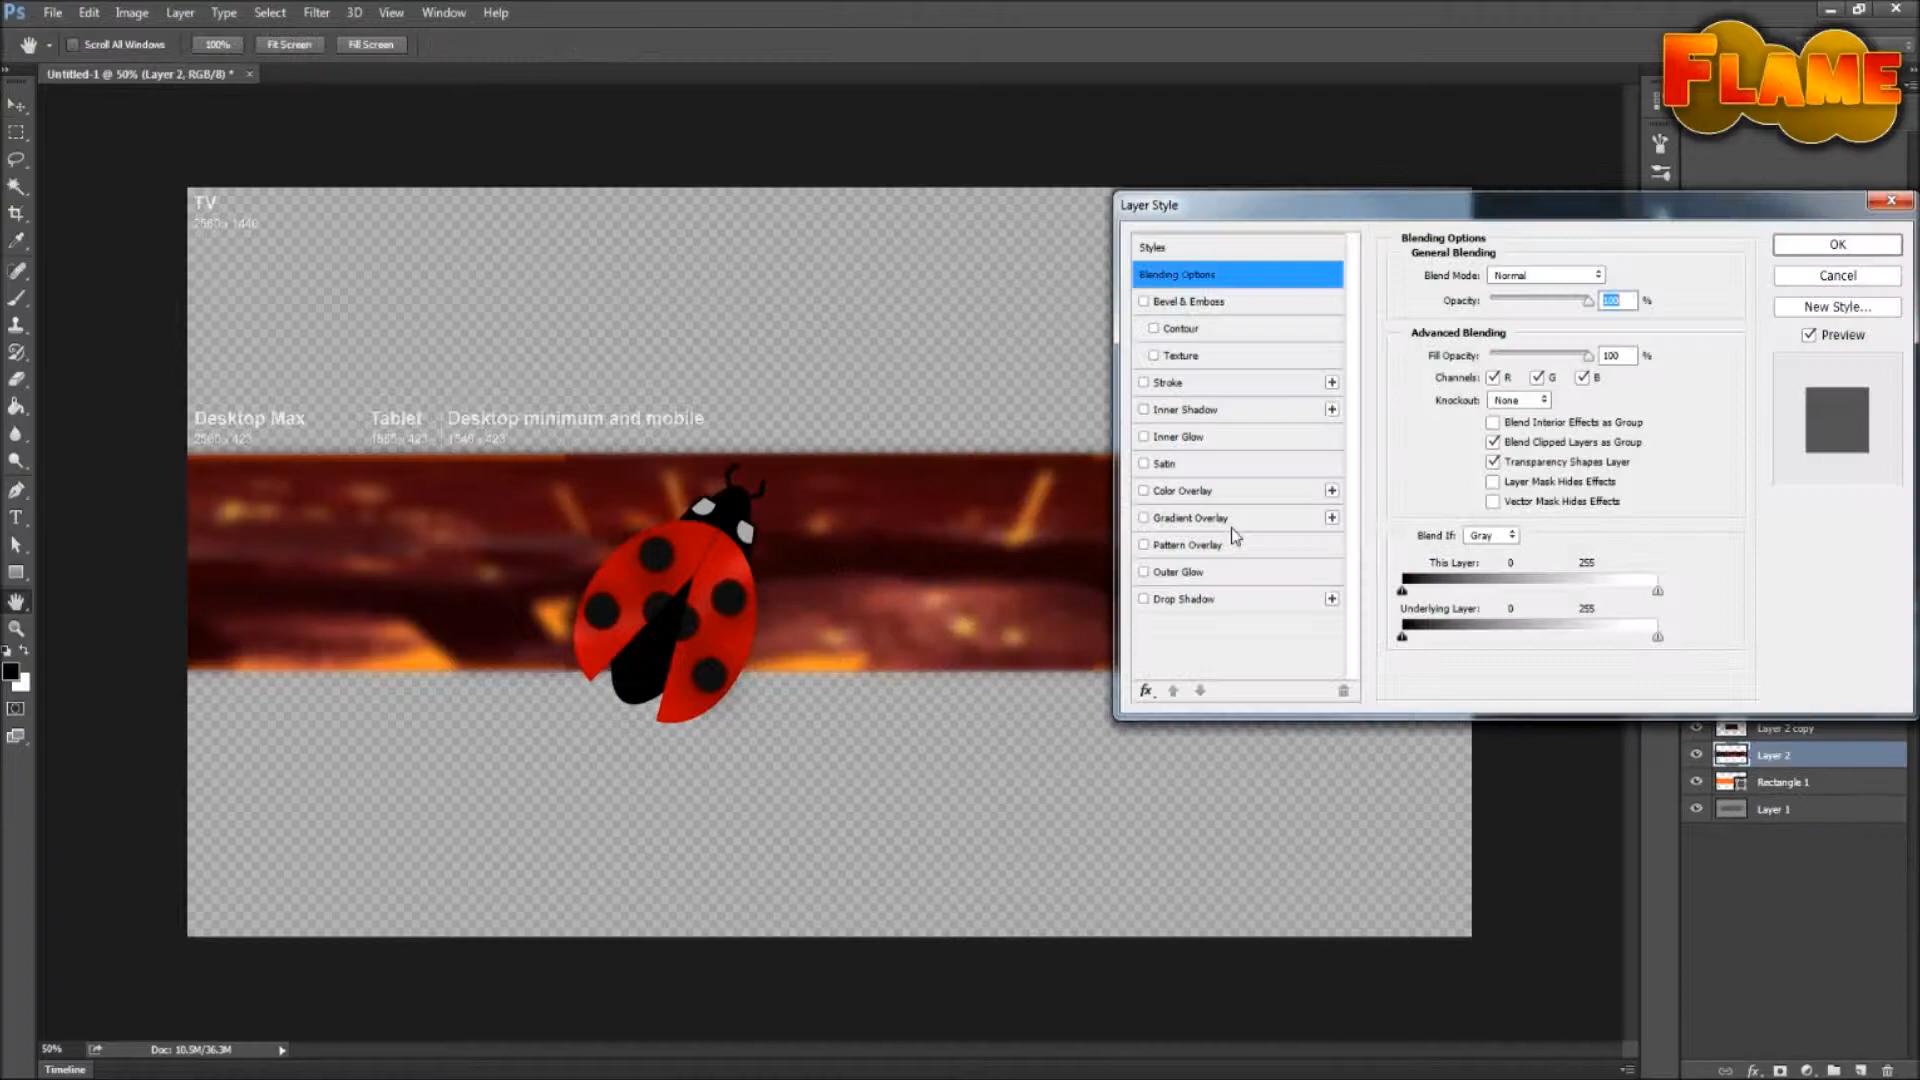 Ps File Edit Image Layer Type Select Filter 3D View Window Help
Scroll All Windows 100% Fit Screen Fill Screen
FLAME
Untitled-1 @ 50% (Layer 2, RGB/8) * ×
TV
2560 x 1440
Desktop Max Tablet Desktop minimum and mobile
2560 x 423 1855 x 423 1546 x 423
Layer Style
Styles
Blending Options
Bevel & Emboss
Contour
Texture
Stroke
Inner Shadow
Inner Glow
Satin
Color Overlay
Gradient Overlay
Pattern Overlay
Outer Glow
Drop Shadow
fx
Blending Options
General Blending
Blend Mode: Normal
Opacity: 100 %
Advanced Blending
Fill Opacity: 100 %
Channels: R G B
Knockout: None
Blend Interior Effects as Group
Blend Clipped Layers as Group
Transparency Shapes Layer
Layer Mask Hides Effects
Vector Mask Hides Effects
Blend If: Gray
This Layer: 0 255
Underlying Layer: 0 255
OK
Cancel
New Style...
Preview
Layer 2 copy
Layer 2
Rectangle 1
Layer 1
50% Doc: 10.5M/36.3M
Timeline
fx